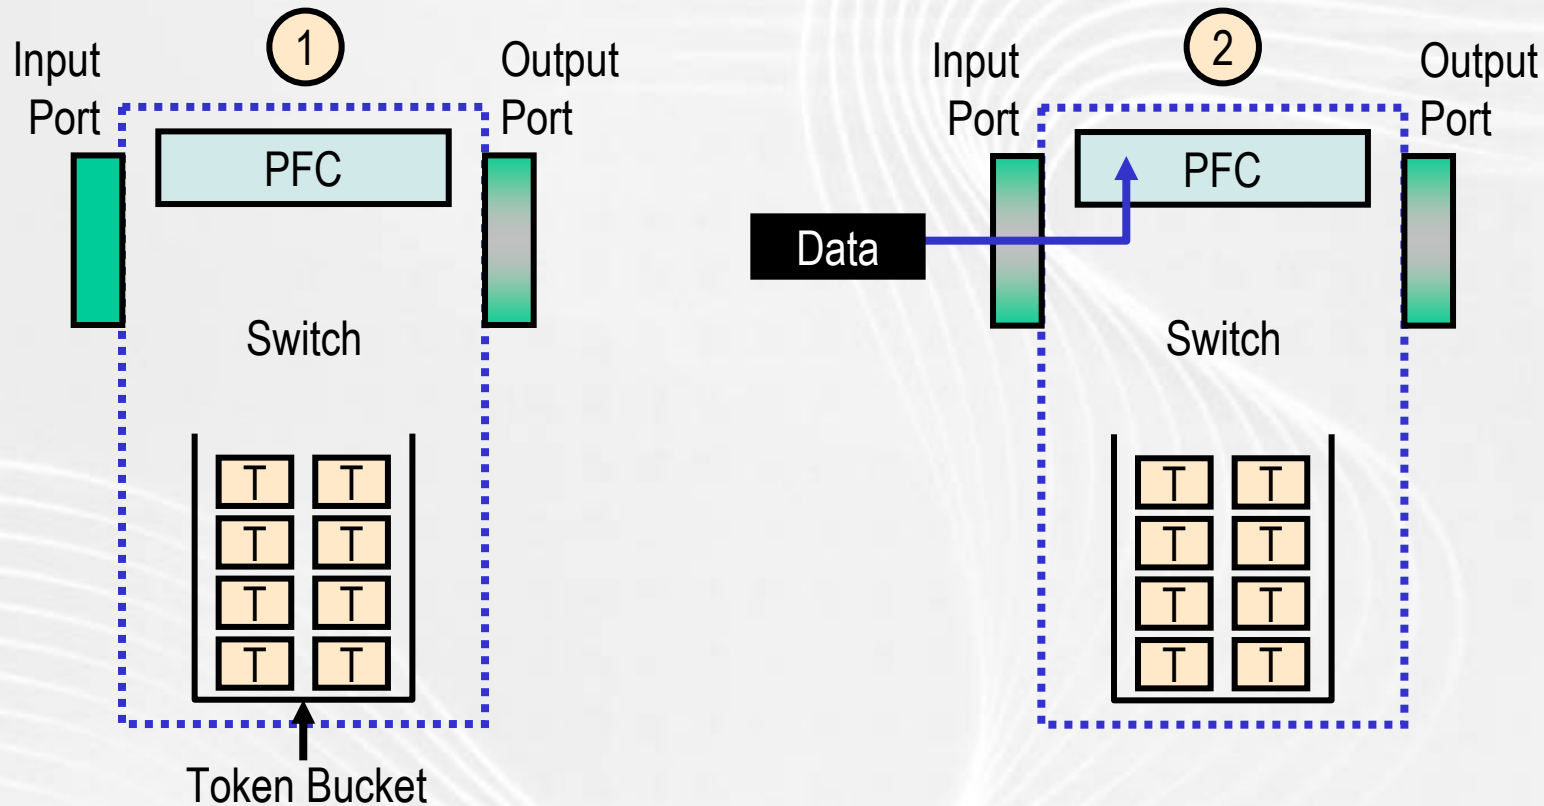 1
Input
Port
Output
Port
PFC
Switch
T T
T T
T T
T T
Token Bucket
2
Input
Port
Output
Port
PFC
Data
Switch
T T
T T
T T
T T